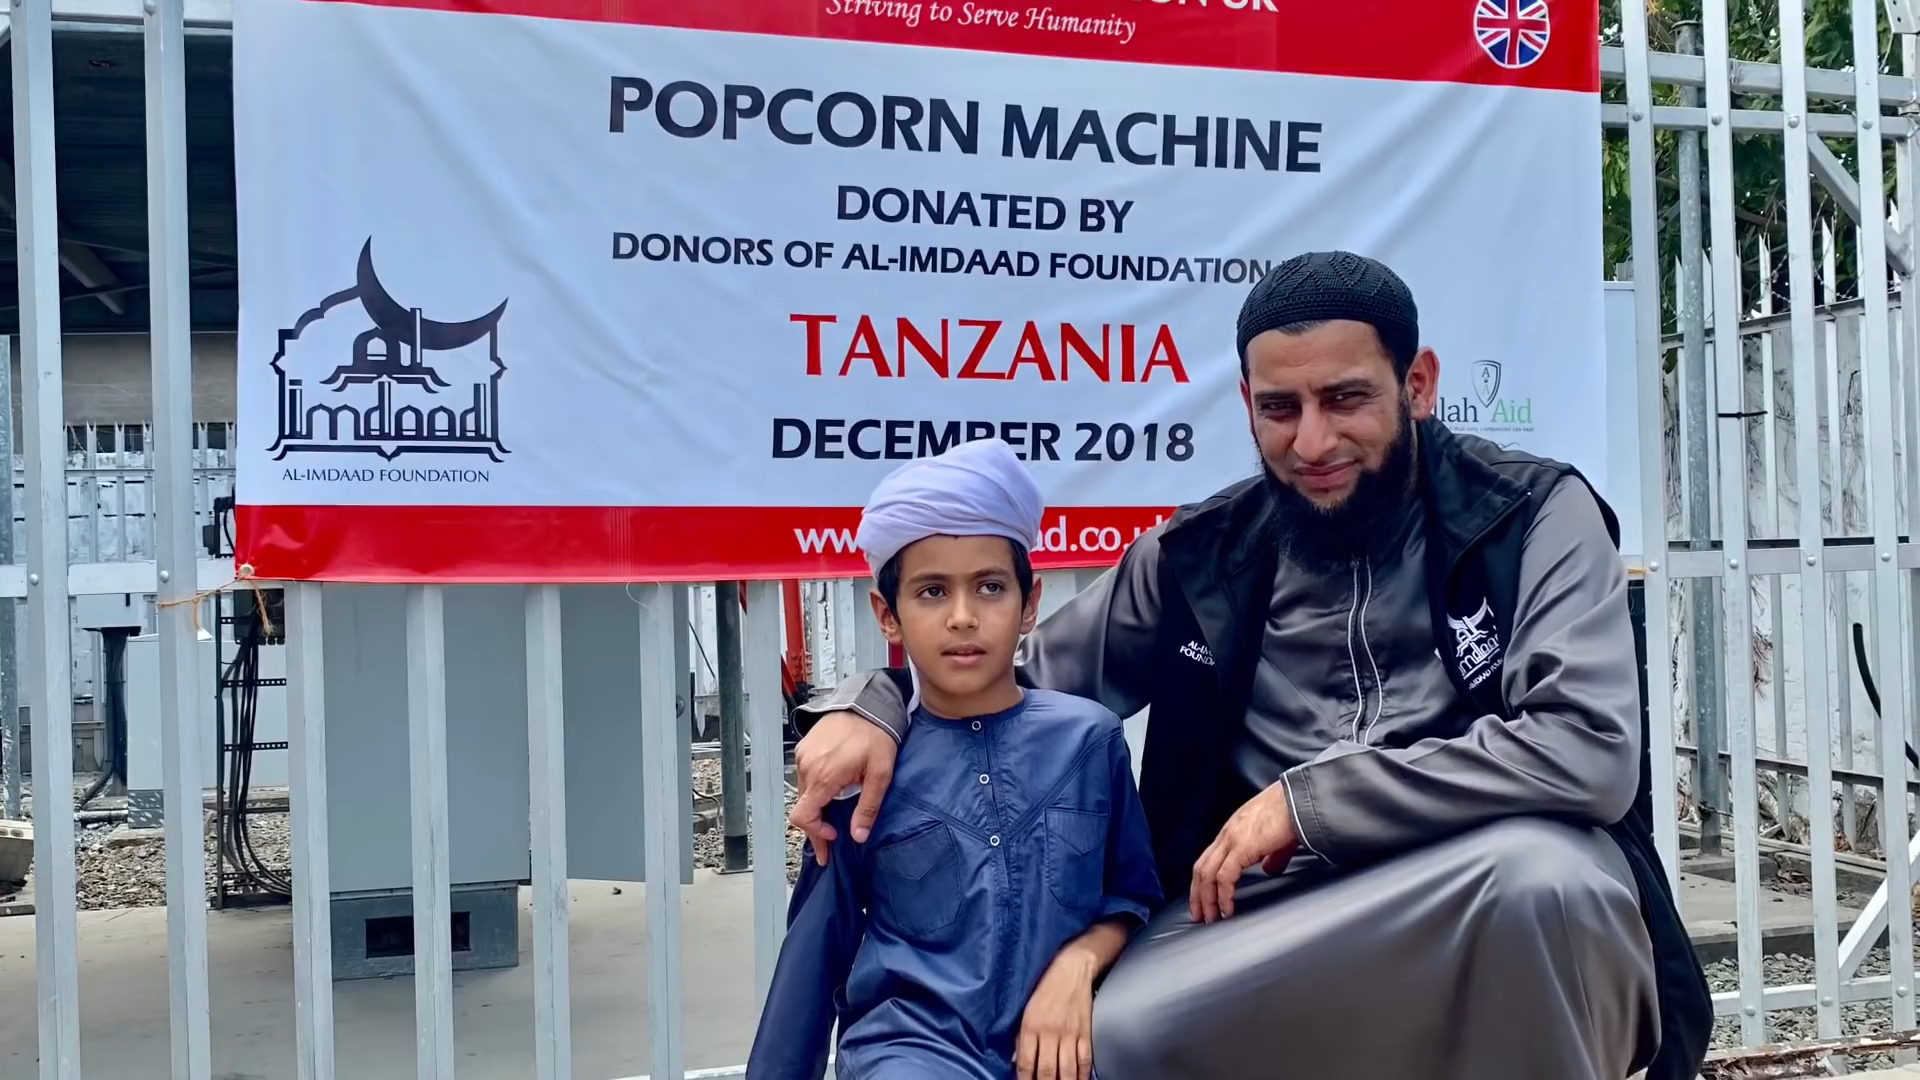 Striving to Serve Humanity
POPCORN MACHINE
DONATED BY
DONORS OF AL-IMDAAD FOUNDATION
TANZANIA
DECEMBER 2018
al
imdaad
AL-IMDAAD FOUNDATION
Aid